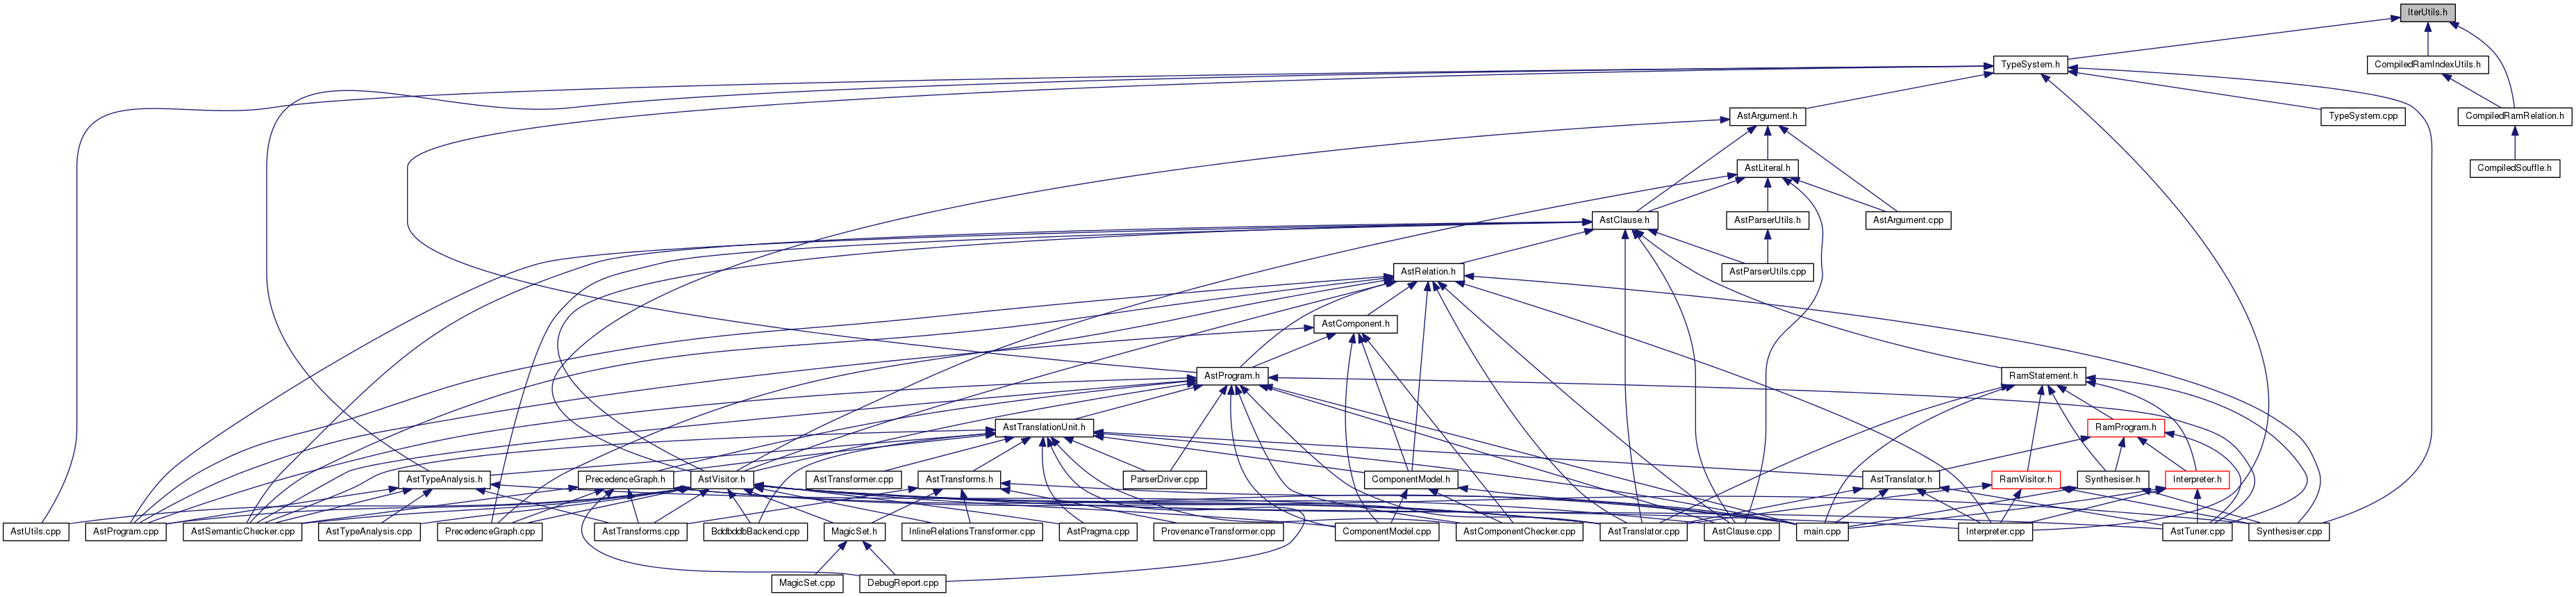 IterUtils.h
TypeSystem.h
CompiledRamIndexUtils.h
AstArgument.h
TypeSystem.cpp
CompiledRamRelation.h
AstLiteral.h
CompiledSouffle.h
AstClause.h
AstParserUtils.h
AstArgument.cpp
AstRelation.h
AstParserUtils.cpp
AstComponent.h
AstProgram.h
RamStatement.h
AstTranslationUnit.h
RamProgram.h
AstTypeAnalysis.h
PrecedenceGraph.h
AstVisitor.h
AstTransformer.cpp
AstTransforms.h
ParserDriver.cpp
ComponentModel.h
AstTranslator.h
RamVisitor.h
Synthesiser.h
Interpreter.h
AstUtils.cpp
AstProgram.cpp
AstSemanticChecker.cpp
AstTypeAnalysis.cpp
PrecedenceGraph.cpp
AstTransforms.cpp
BddbddbBackend.cpp
MagicSet.h
InlineRelationsTransformer.cpp
AstPragma.cpp
ProvenanceTransformer.cpp
ComponentModel.cpp
AstComponentChecker.cpp
AstTranslator.cpp
AstClause.cpp
main.cpp
Interpreter.cpp
AstTuner.cpp
Synthesiser.cpp
MagicSet.cpp
DebugReport.cpp